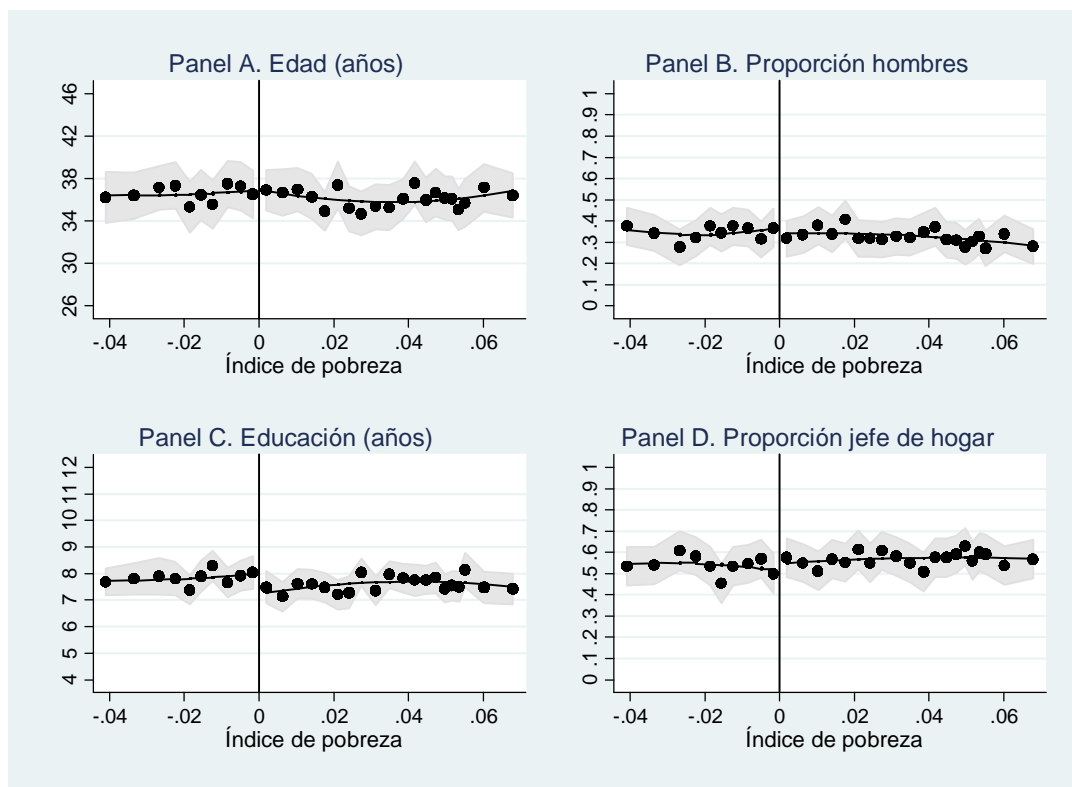 Panel A. Edad (años)
46
42
38
34
30
26
-.04 -.02 0 .02 .04 .06
Índice de pobreza
Panel B. Proporción hombres
0 .1 .2 .3 .4 .5 .6 .7 .8 .9 1
-.04 -.02 0 .02 .04 .06
Índice de pobreza
Panel C. Educación (años)
4 5 6 7 8 9 10 11 12
-.04 -.02 0 .02 .04 .06
Índice de pobreza
Panel D. Proporción jefe de hogar
0 .1 .2 .3 .4 .5 .6 .7 .8 .9 1
-.04 -.02 0 .02 .04 .06
Índice de pobreza